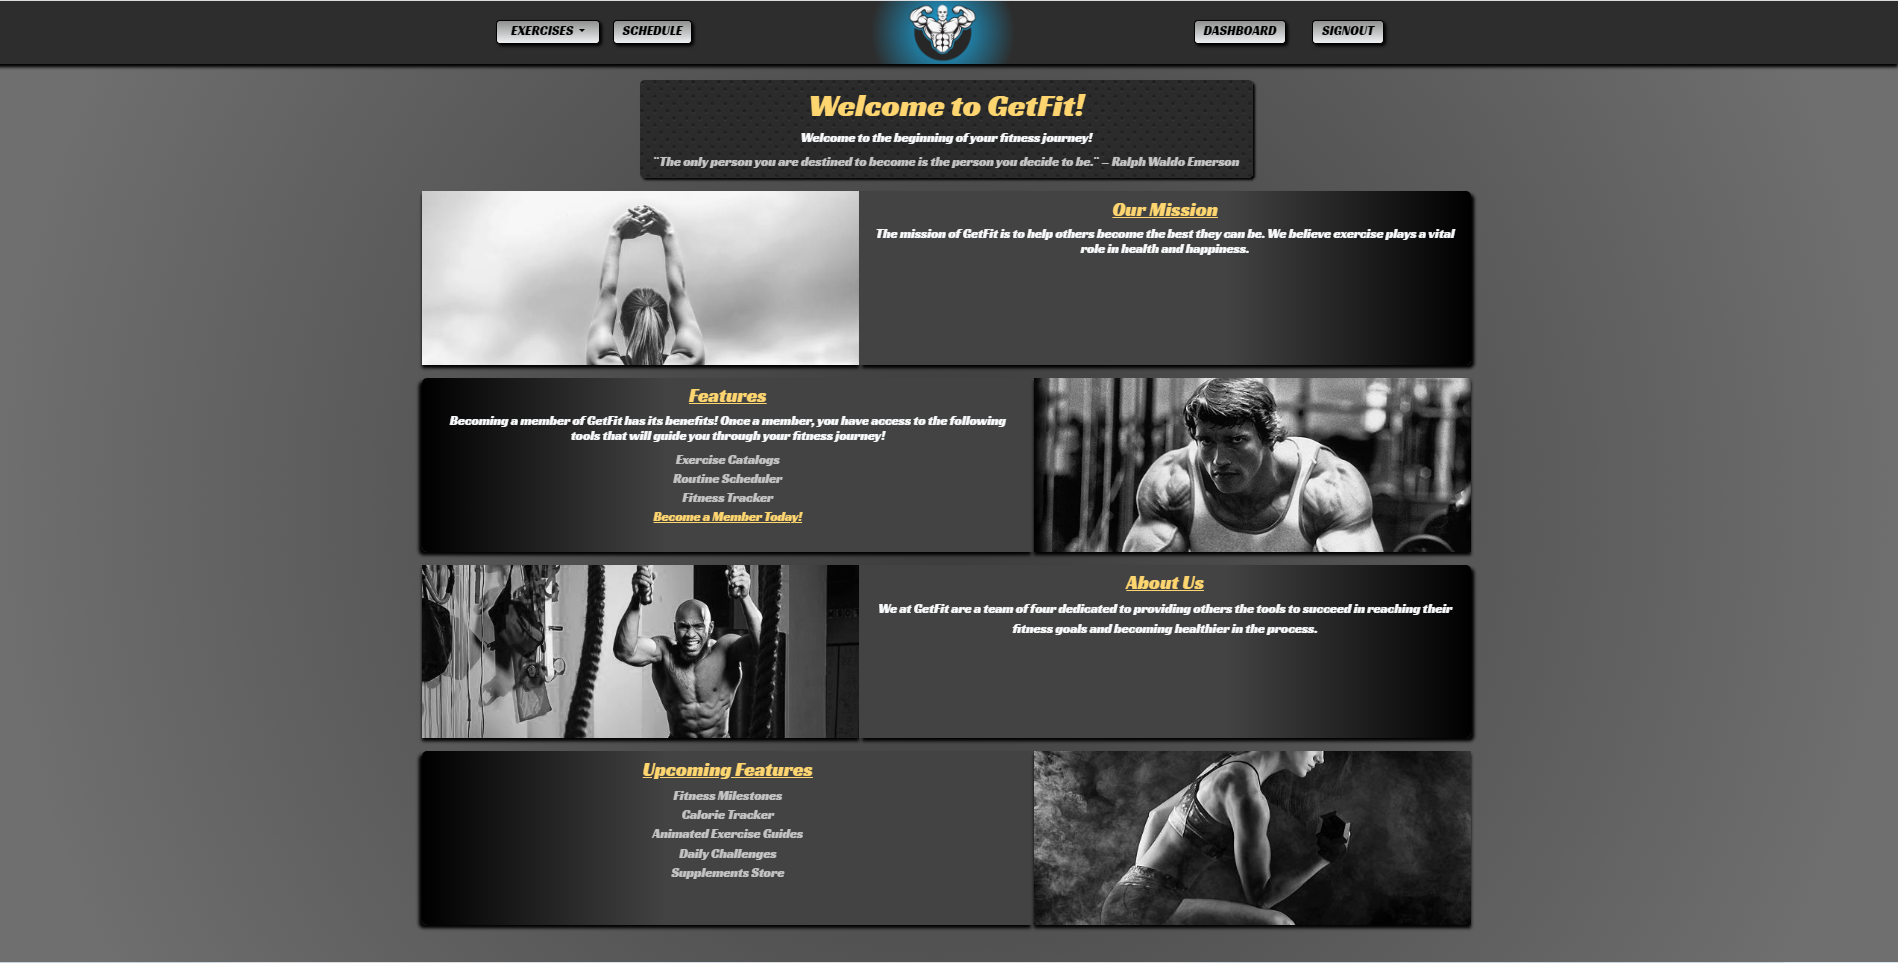 EXERCISES
SCHEDULE
DASHBOARD
SIGNOUT
Welcome to GetFit!
Welcome to the beginning of your fitness journey!
"The only person you are destined to become is the person you decide to be." – Ralph Waldo Emerson
Our Mission
The mission of GetFit is to help others become the best they can be. We believe exercise plays a vital
role in health and happiness.
Features
Becoming a member of GetFit has its benefits! Once a member, you have access to the following
tools that will guide you through your fitness journey!
Exercise Catalogs
Routine Scheduler
Fitness Tracker
Become a Member Today!
About Us
We at GetFit are a team of four dedicated to providing others the tools to succeed in reaching their
fitness goals and becoming healthier in the process.
Upcoming Features
Fitness Milestones
Calorie Tracker
Animated Exercise Guides
Daily Challenges
Supplements Store